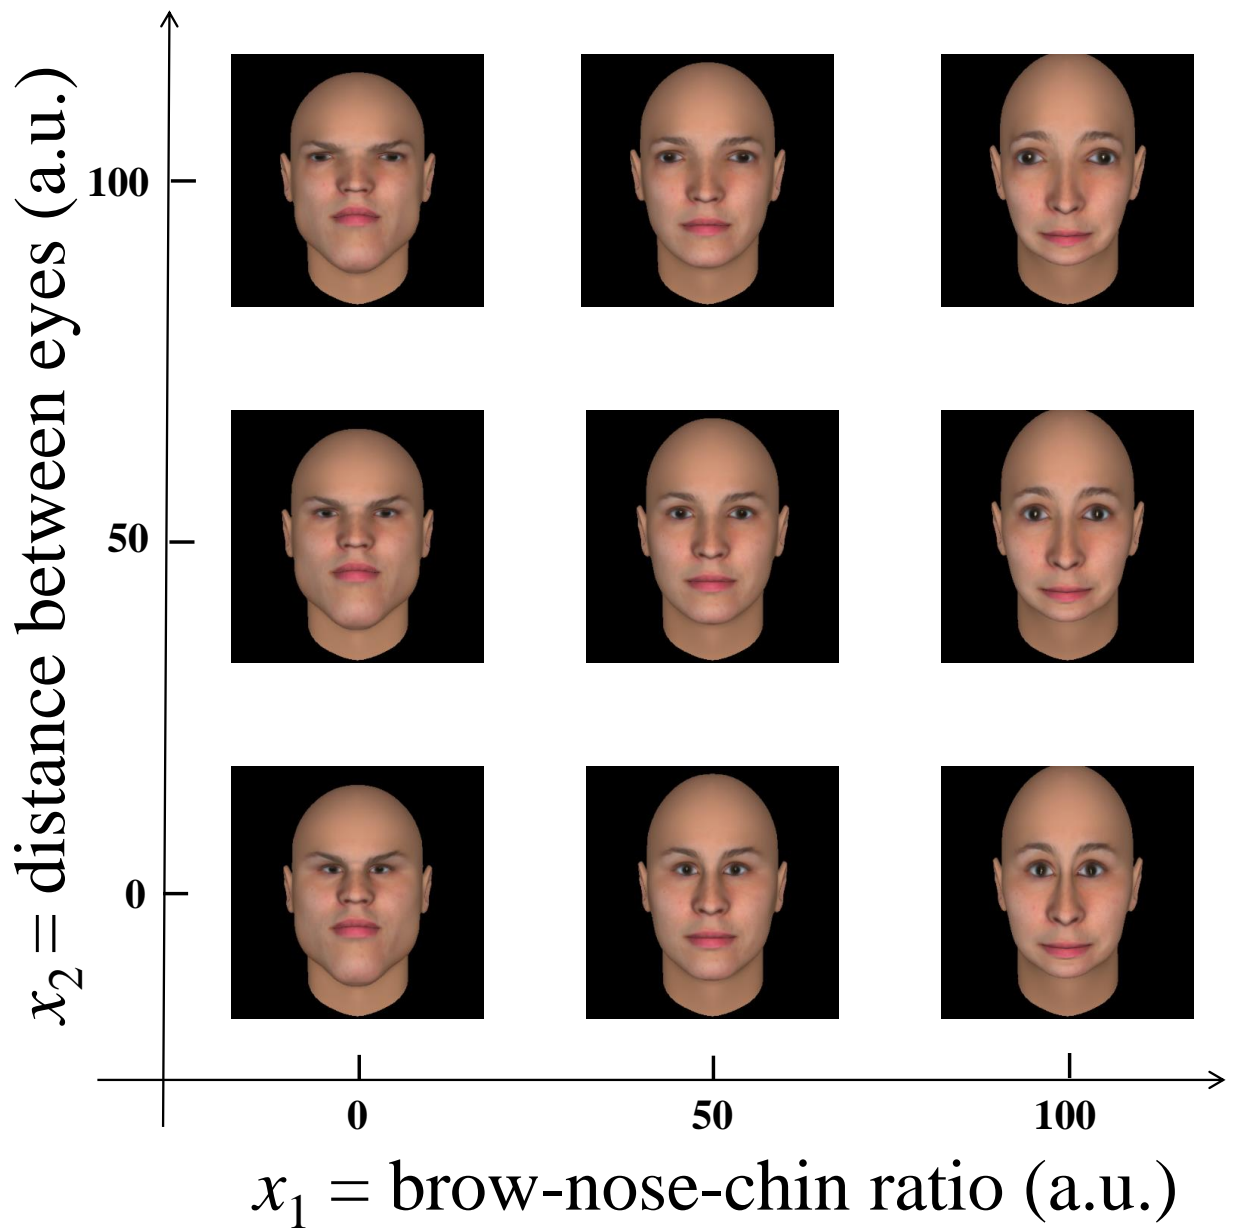 x₂ = distance between eyes (a.u.)
100
50
0
0 50 100
x₁ = brow-nose-chin ratio (a.u.)